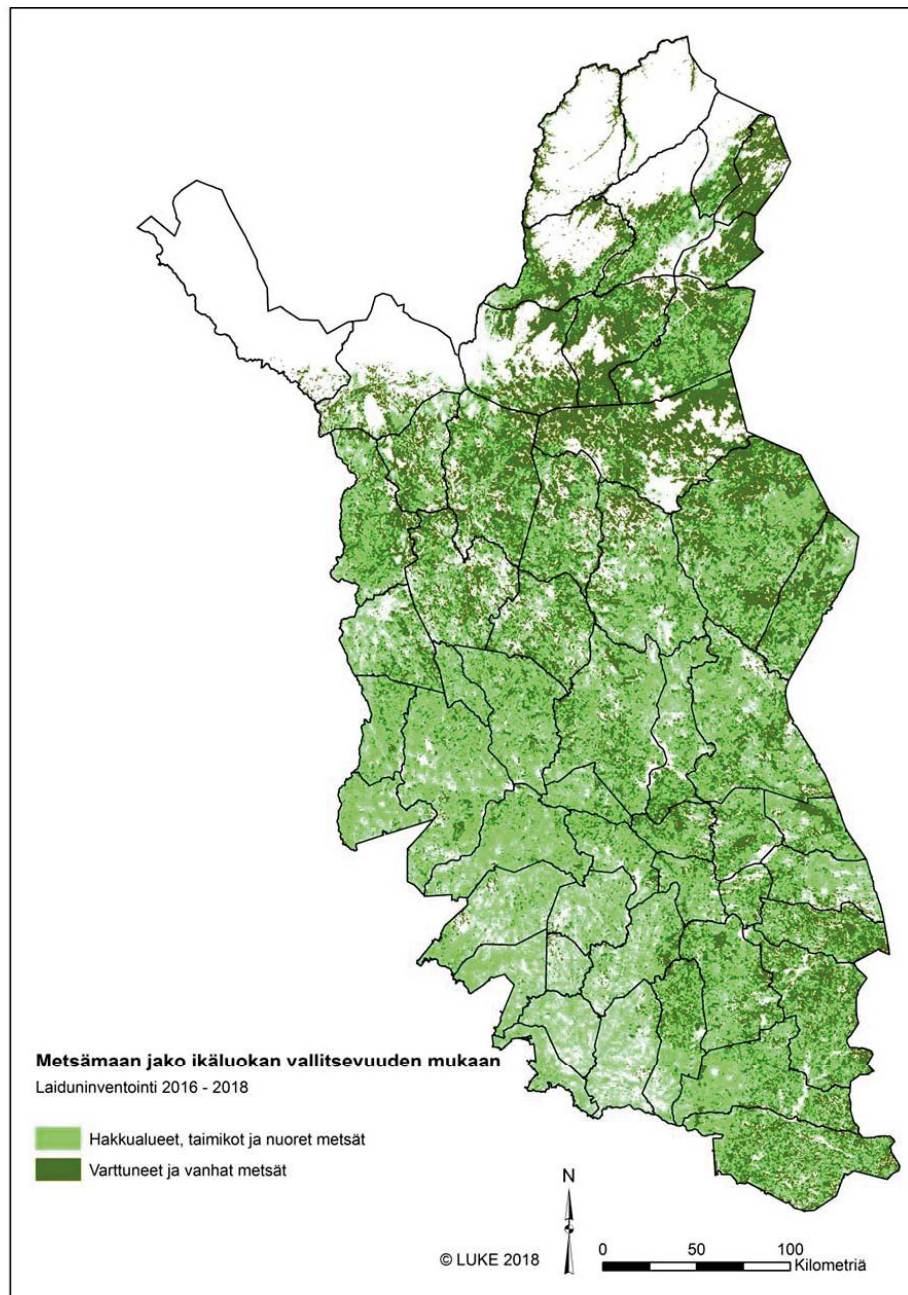 Metsämaan jako ikäluokan vallitsevuuden mukaan
Laiduninventointi 2016 - 2018
Hakkualueet, taimikot ja nuoret metsät
Varttuneet ja vanhat metsät
N
© LUKE 2018
0 50 100
Kilometriä